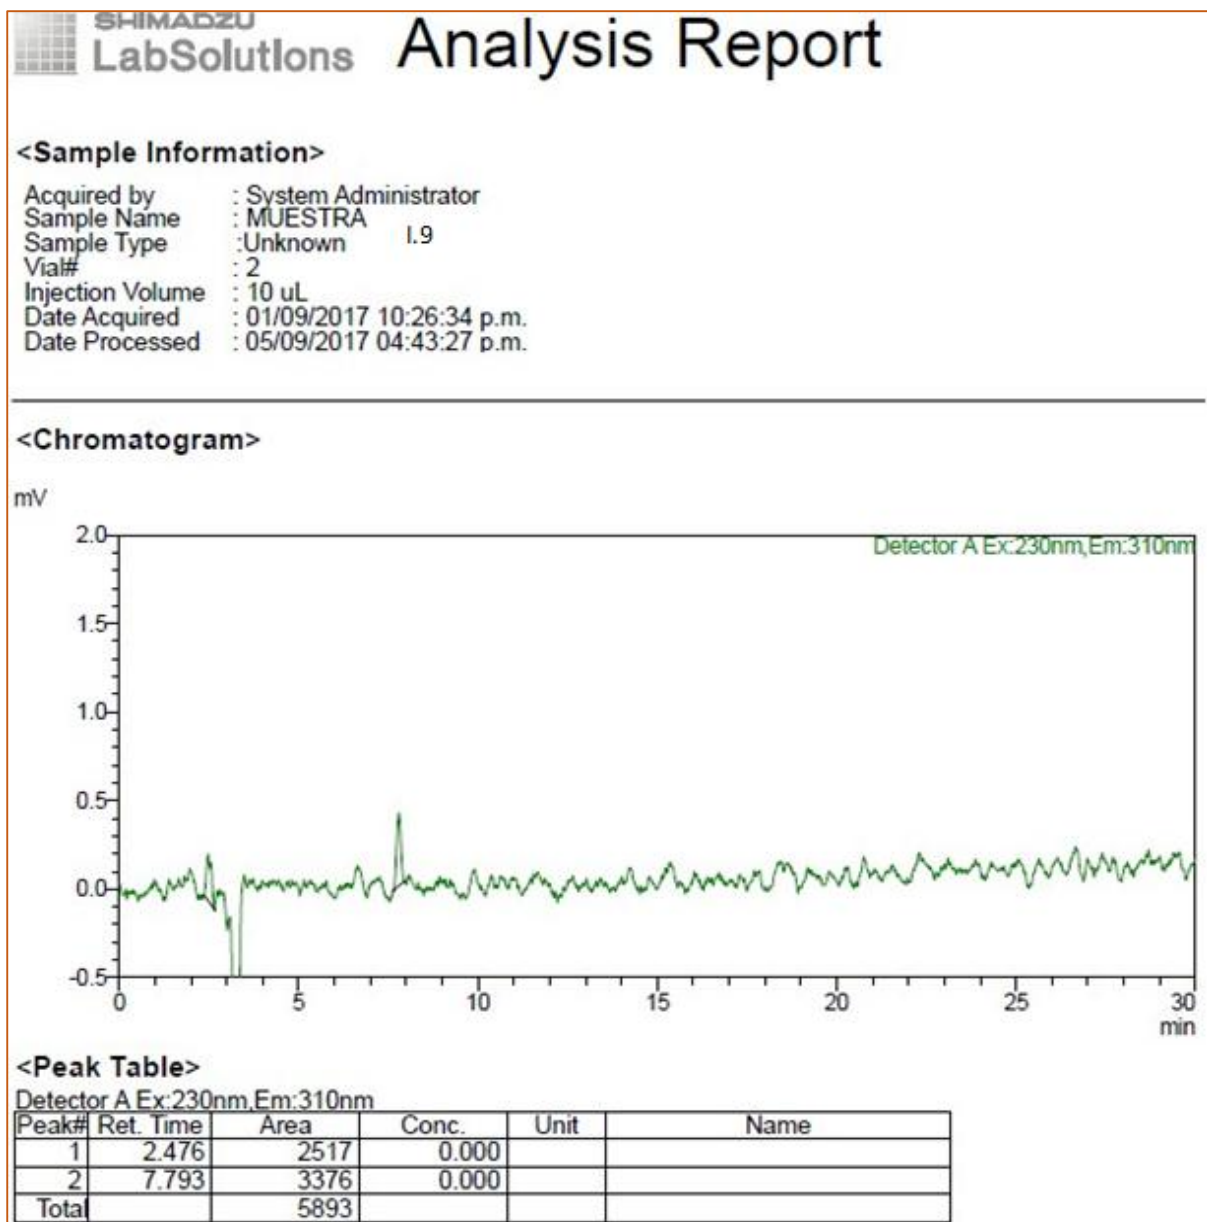 SHIMADZU
LabSolutions Analysis Report
<Sample Information>
Acquired by : System Administrator
Sample Name : MUESTRA
I.9
Sample Type :Unknown
Vial# : 2
Injection Volume : 10 uL
Date Acquired : 01/09/2017 10:26:34 p.m.
Date Processed : 05/09/2017 04:43:27 p.m.
<Chromatogram>
mV
Detector A Ex:230nm,Em:310nm
2.0
1.5
1.0
0.5
0.0
-0.5
0 5 10 15 20 25 30
min
<Peak Table>
Detector A Ex:230nm,Em:310nm
Peak# Ret. Time Area Conc. Unit Name
1 2.476 2517 0.000
2 7.793 3376 0.000
Total 5893